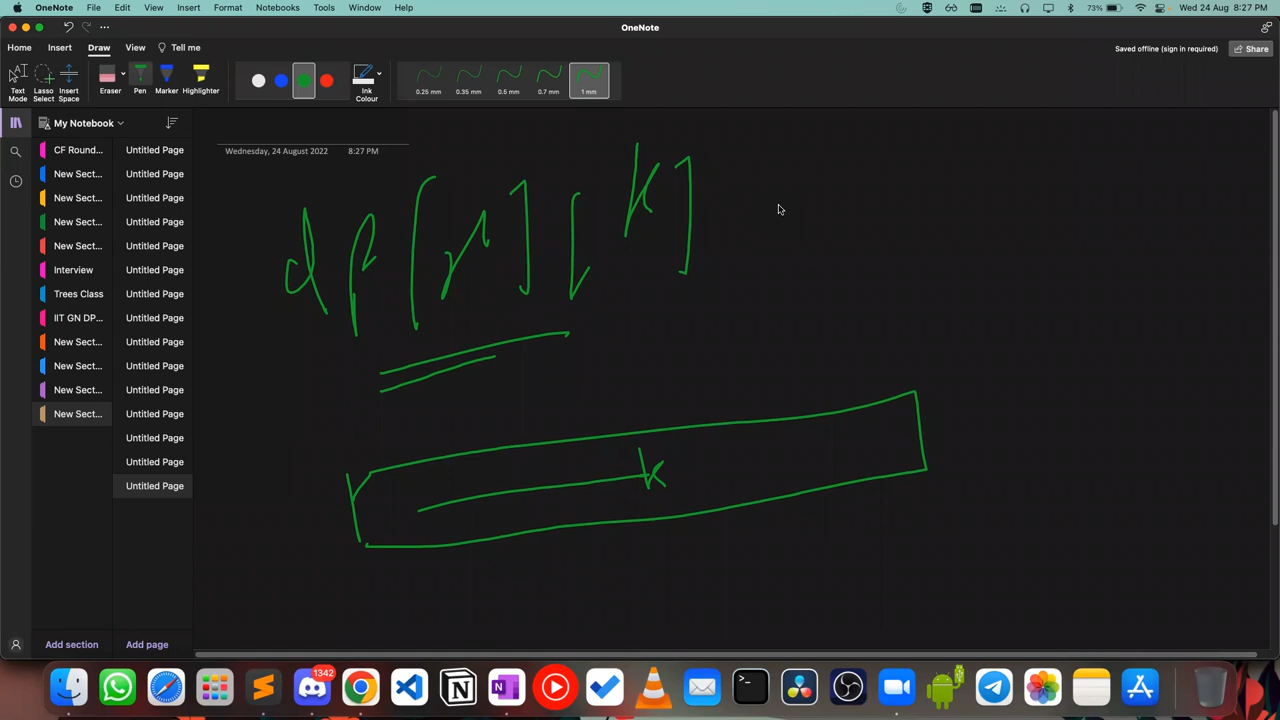 OneNote File Edit View Insert Format Notebooks Tools Window Help 73% Wed 24 Aug 8:27 PM
OneNote
Home Insert Draw View Tell me Saved offline (sign in required) Share
Text Mode Lasso Select Insert Space Eraser Pen Marker Highlighter Ink Colour 0.25 mm 0.35 mm 0.5 mm 0.7 mm 1 mm
My Notebook
Wednesday, 24 August 2022 8:27 PM
CF Round... Untitled Page
New Sect... Untitled Page
New Sect... Untitled Page
New Sect... Untitled Page
New Sect... Untitled Page
Interview Untitled Page
Trees Class Untitled Page
IIT GN DP... Untitled Page
New Sect... Untitled Page
New Sect... Untitled Page
New Sect... Untitled Page
New Sect... Untitled Page
Untitled Page
Untitled Page
Untitled Page
k
Add section Add page
1342